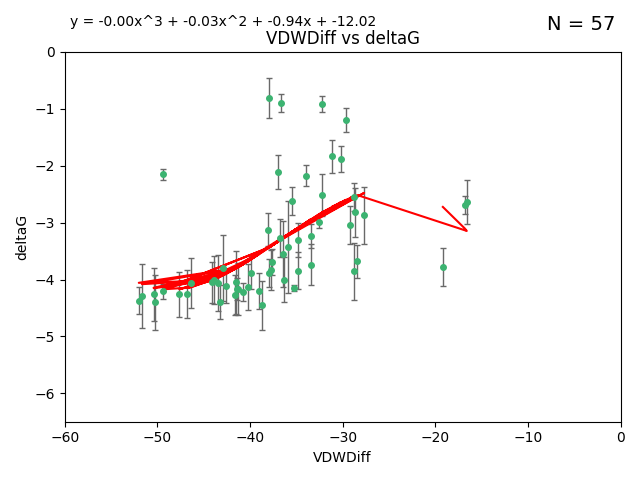 y = -0.00x^3 + -0.03x^2 + -0.94x + -12.02
N = 57
VDWDiff vs deltaG
0
−1
−2
−3
−4
−5
−6
deltaG
−60 −50 −40 −30 −20 −10 0
VDWDiff